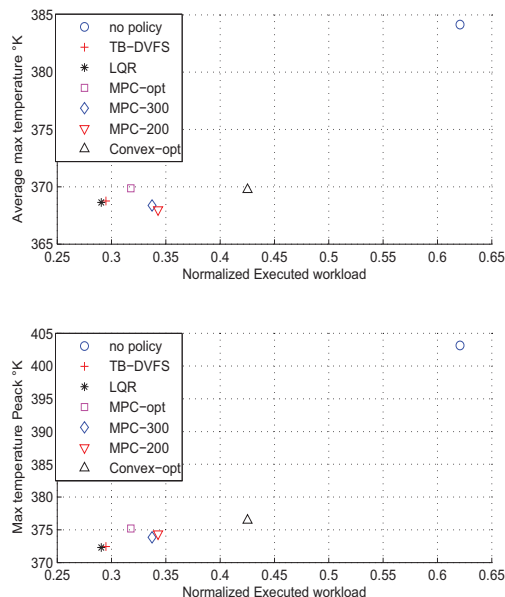 385
380
375
370
365
Average max temperature °K
no policy
TB−DVFS
LQR
MPC−opt
MPC−300
MPC−200
Convex−opt
0.25 0.3 0.35 0.4 0.45 0.5 0.55 0.6 0.65
Normalized Executed workload
405
400
395
390
385
380
375
370
Max temperature Peack °K
no policy
TB−DVFS
LQR
MPC−opt
MPC−300
MPC−200
Convex−opt
0.25 0.3 0.35 0.4 0.45 0.5 0.55 0.6 0.65
Normalized Executed workload